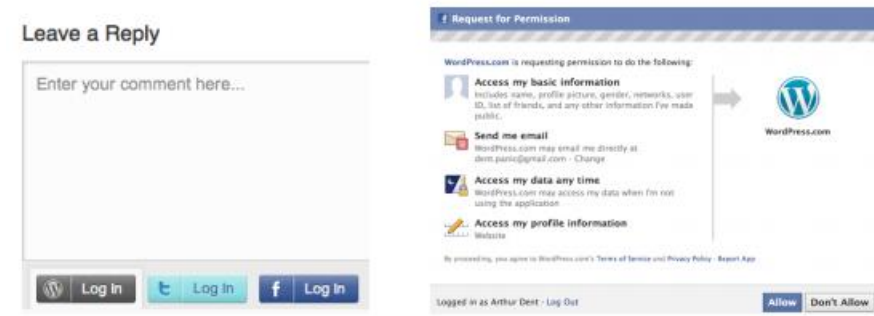 Leave a Reply
Enter your comment here...
Log In
Log In
Log In
Request for Permission
WordPress.com is requesting permission to do the following:
Access my basic information
Includes name, profile picture, gender, networks, user
ID, list of friends, and any other information I've made
public.
Send me email
WordPress.com may email me directly at
dent.panic@gmail.com · Change
Access my data any time
WordPress.com may access my data when I'm not
using the application
Access my profile information
Website
WordPress.com
By proceeding, you agree to WordPress.com's Terms of Service and Privacy Policy · Report App
Logged in as Arthur Dent · Log Out
Allow
Don't Allow